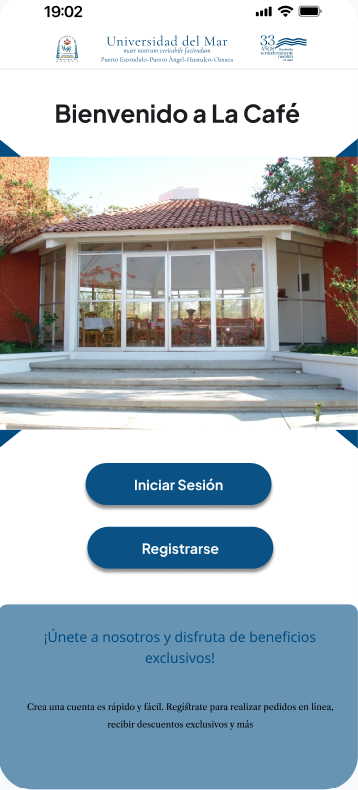 19:02
Universidad del Mar
mare nostrum veritabile faciendum
Puerto Escondido-Puerto Ángel-Huatulco-Oaxaca
33
AÑOS
Bienvenido a La Café
Iniciar Sesión
Registrarse
¡Únete a nosotros y disfruta de beneficios
exclusivos!
Crea una cuenta es rápido y fácil. Regístrate para realizar pedidos en línea,
recibir descuentos exclusivos y más